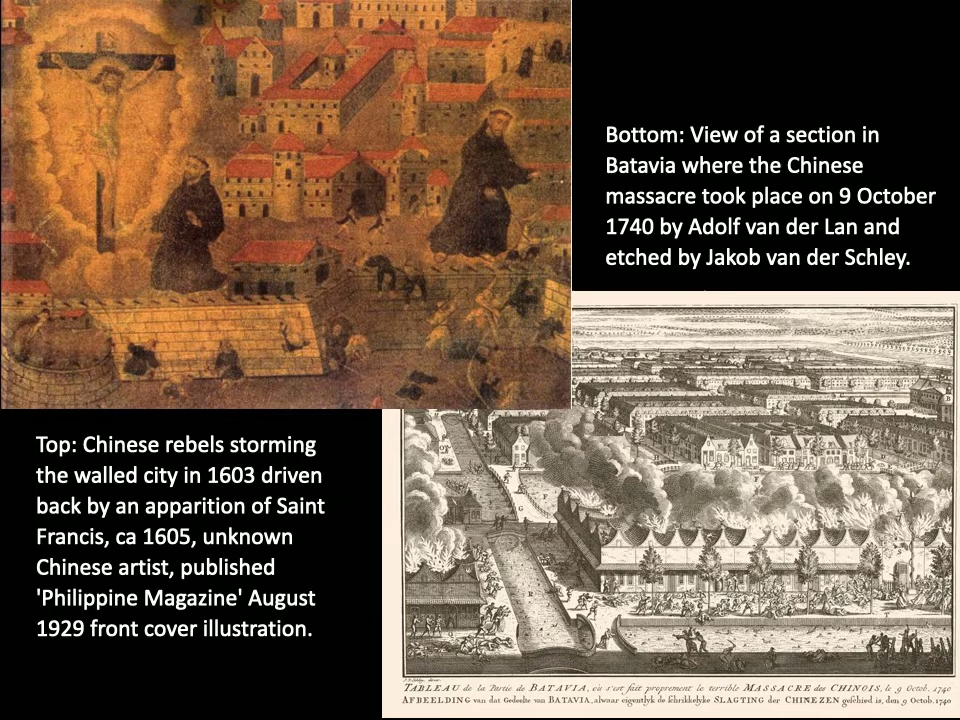 Bottom: View of a section in
Batavia where the Chinese
massacre took place on 9 October
1740 by Adolf van der Lan and
etched by Jakob van der Schley.
Top: Chinese rebels storming
the walled city in 1603 driven
back by an apparition of Saint
Francis, ca 1605, unknown
Chinese artist, published
'Philippine Magazine' August
1929 front cover illustration.
B
F
G
R
TABLEAU de la Partie de BATAVIA, où s'est fait proprement le terrible MASSACRE des CHINOIS, le 9 Octob. 1740
AFBEELDING van dat Gedeelte van BATAVIA, alwaar eigentlyk de schrikkelyke SLAGTING der CHINEZEN geschied is, den 9 Octob. 1740